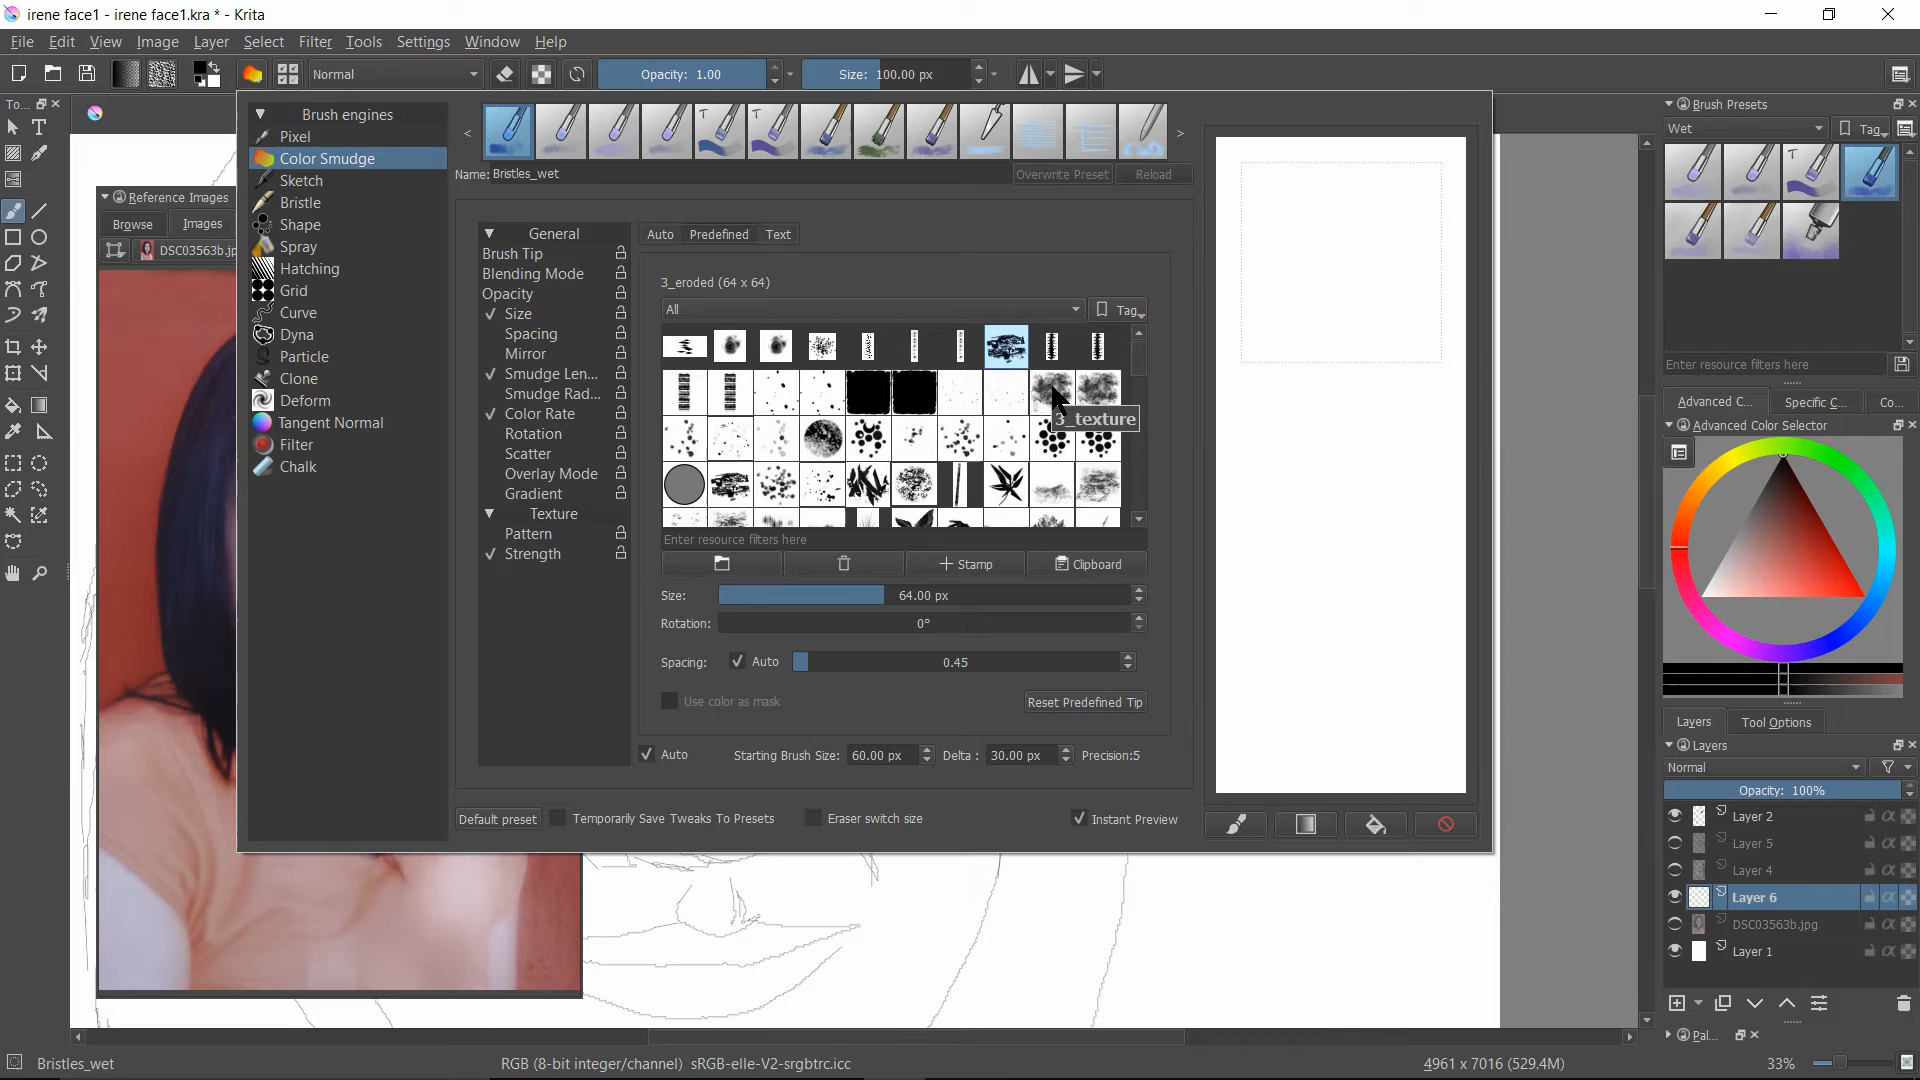 irene face1 - irene face1.kra * - Krita
File Edit View Image Layer Select Filter Tools Settings Window Help
Normal Opacity: 1.00 Size: 100.00 px
To...
Reference Images
Browse Images
DSC03563b.jp
Brush engines
Pixel
Color Smudge
Sketch
Bristle
Shape
Spray
Hatching
Grid
Curve
Dyna
Particle
Clone
Deform
Tangent Normal
Filter
Chalk
< >
T T
Name: Bristles_wet Overwrite Preset Reload
General
Brush Tip
Blending Mode
Opacity
Size
Spacing
Mirror
Smudge Len...
Smudge Rad...
Color Rate
Rotation
Scatter
Overlay Mode
Gradient
Texture
Pattern
Strength
Auto Predefined Text
3_eroded (64 x 64)
All Tag
3_texture
Enter resource filters here
Stamp Clipboard
Size: 64.00 px
Rotation: 0°
Spacing: Auto 0.45
Use color as mask Reset Predefined Tip
Auto Starting Brush Size: 60.00 px Delta : 30.00 px Precision:5
Default preset Temporarily Save Tweaks To Presets Eraser switch size Instant Preview
Brush Presets
Wet Tag
T
Enter resource filters here
Advanced C... Specific C... Co...
Advanced Color Selector
Layers Tool Options
Layers
Normal
Opacity: 100%
Layer 2
Layer 5
Layer 4
Layer 6
DSC03563b.jpg
Layer 1
Pal...
Bristles_wet RGB (8-bit integer/channel) sRGB-elle-V2-srgbtrc.icc 4961 x 7016 (529.4M) 33%